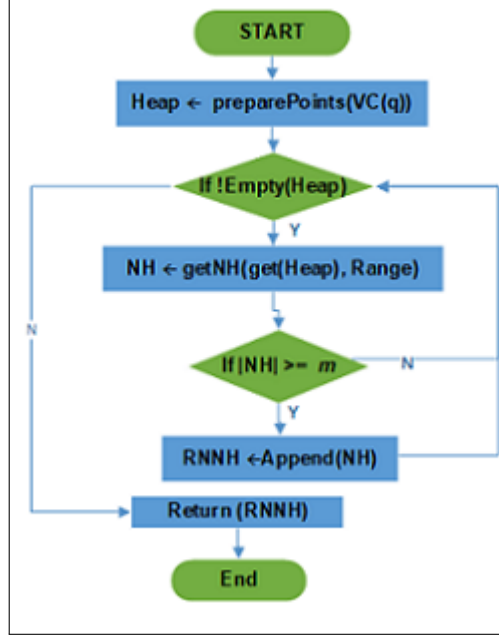 START
Heap ← preparePoints(VC(q))
If !Empty(Heap)
Y
NH ← getNH(get(Heap), Range)
N
If |NH| >= m
N
Y
RNNH ←Append(NH)
Return (RNNH)
End